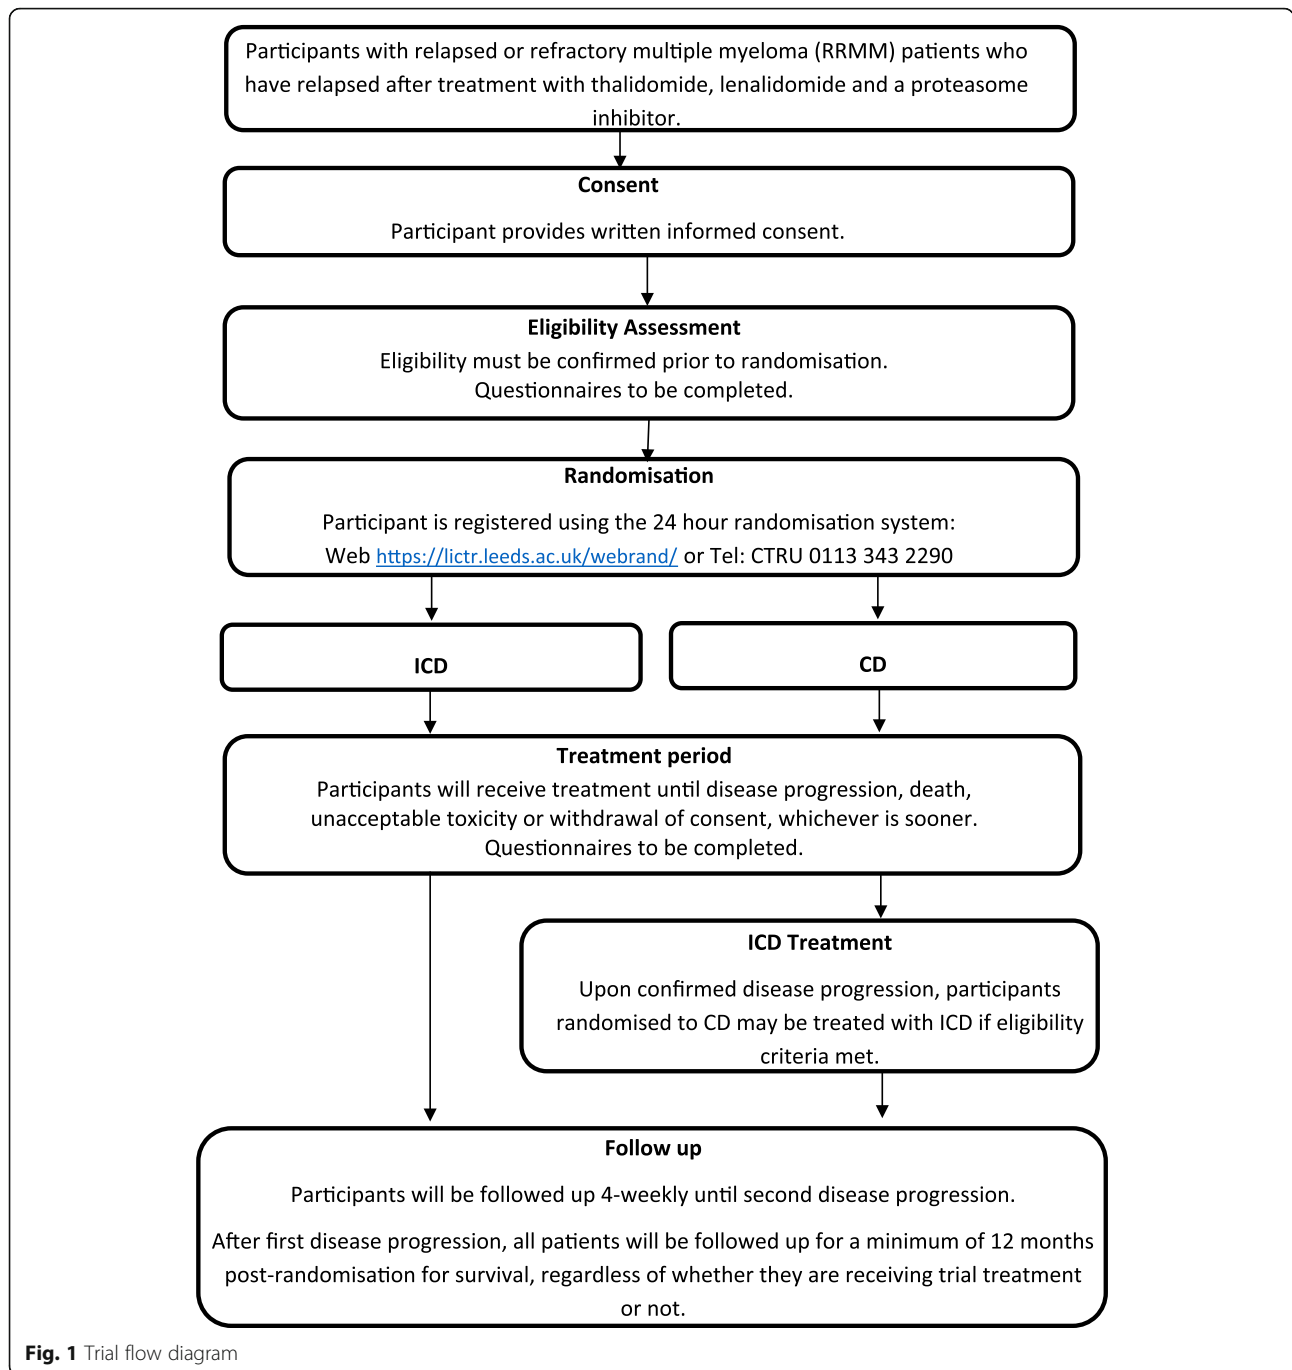 Participants with relapsed or refractory multiple myeloma (RRMM) patients who
have relapsed after treatment with thalidomide, lenalidomide and a proteasome
inhibitor.
Consent
Participant provides written informed consent.
Eligibility Assessment
Eligibility must be confirmed prior to randomisation.
Questionnaires to be completed.
Randomisation
Participant is registered using the 24 hour randomisation system:
Web https://lictr.leeds.ac.uk/webrand/ or Tel: CTRU 0113 343 2290
ICD
CD
Treatment period
Participants will receive treatment until disease progression, death,
unacceptable toxicity or withdrawal of consent, whichever is sooner.
Questionnaires to be completed.
ICD Treatment
Upon confirmed disease progression, participants
randomised to CD may be treated with ICD if eligibility
criteria met.
Follow up
Participants will be followed up 4-weekly until second disease progression.
After first disease progression, all patients will be followed up for a minimum of 12 months
post-randomisation for survival, regardless of whether they are receiving trial treatment
or not.
Fig. 1 Trial flow diagram